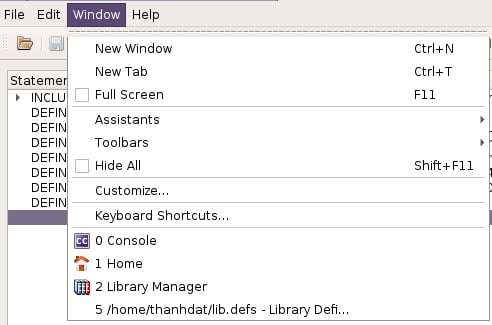 File Edit Window Help
New Window Ctrl+N
New Tab Ctrl+T
Full Screen F11
Assistants
Toolbars
Hide All Shift+F11
Customize...
Keyboard Shortcuts...
0 Console
1 Home
2 Library Manager
5 /home/thanhdat/lib.defs - Library Defi...
Statemen
INCLU
DEFIN
DEFIN
DEFIN
DEFIN
DEFIN
DEFIN
DEFIN